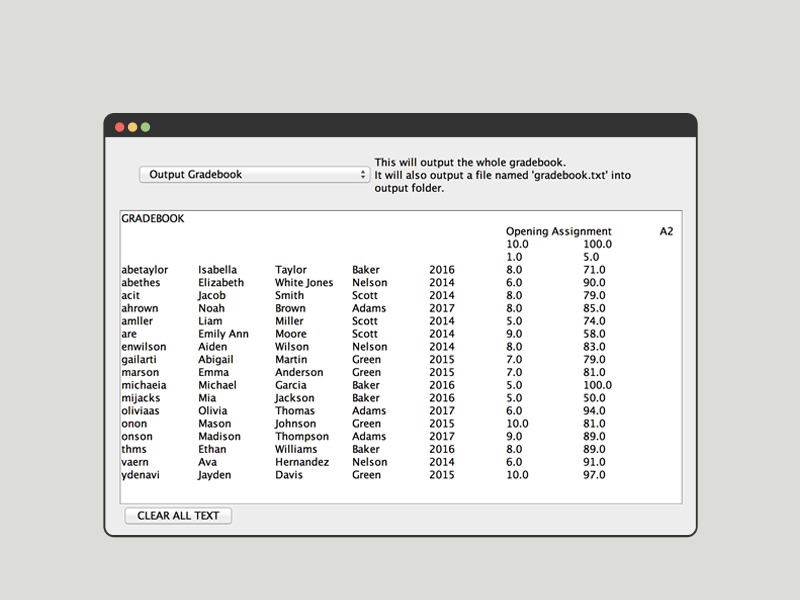 Output Gradebook
This will output the whole gradebook.
It will also output a file named 'gradebook.txt' into
output folder.
GRADEBOOK
Opening Assignment A2
10.0 100.0
1.0 5.0
abetaylor Isabella Taylor Baker 2016 8.0 71.0
abethes Elizabeth White Jones Nelson 2014 6.0 90.0
acit Jacob Smith Scott 2014 8.0 79.0
ahrown Noah Brown Adams 2017 8.0 85.0
amller Liam Miller Scott 2014 5.0 74.0
are Emily Ann Moore Scott 2014 9.0 58.0
enwilson Aiden Wilson Nelson 2014 8.0 83.0
gailarti Abigail Martin Green 2015 7.0 79.0
marson Emma Anderson Green 2015 7.0 81.0
michaeia Michael Garcia Baker 2016 5.0 100.0
mijacks Mia Jackson Baker 2016 5.0 50.0
oliviaas Olivia Thomas Adams 2017 6.0 94.0
onon Mason Johnson Green 2015 10.0 81.0
onson Madison Thompson Adams 2017 9.0 89.0
thms Ethan Williams Baker 2016 8.0 89.0
vaern Ava Hernandez Nelson 2014 6.0 91.0
ydenavi Jayden Davis Green 2015 10.0 97.0
CLEAR ALL TEXT